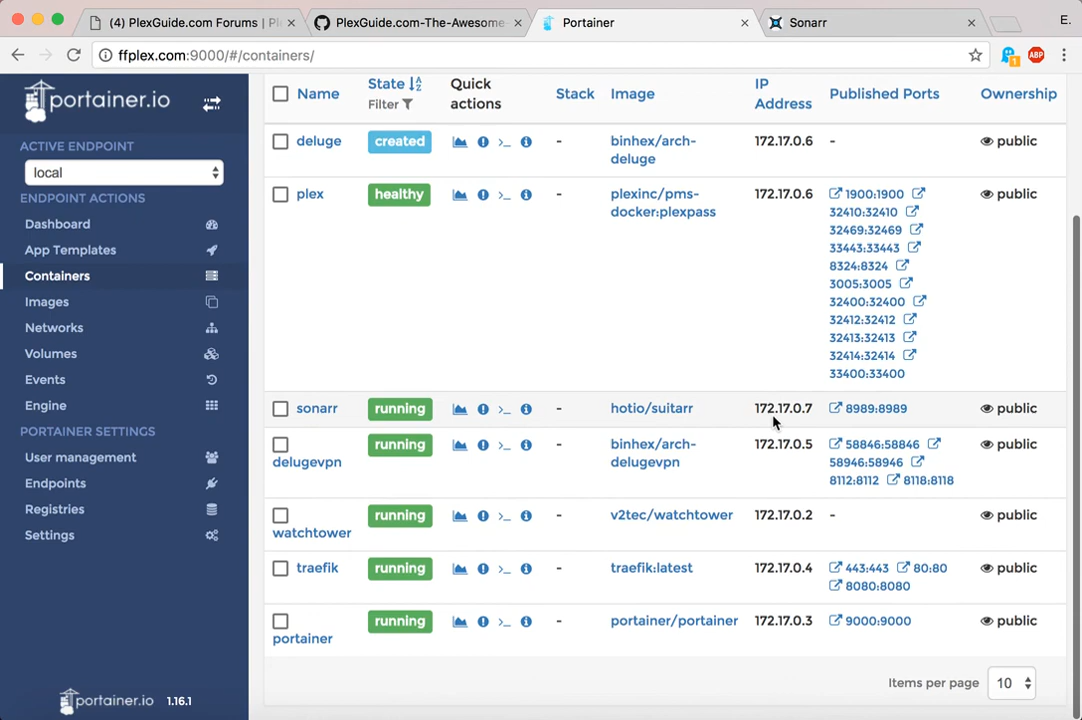 (4) PlexGuide.com Forums | Pl
PlexGuide.com-The-Awesome-
Portainer
Sonarr
E.
ffplex.com:9000/#/containers/
1
ABP
portainer.io
ACTIVE ENDPOINT
local
ENDPOINT ACTIONS
Dashboard
App Templates
Containers
Images
Networks
Volumes
Events
Engine
PORTAINER SETTINGS
User management
Endpoints
Registries
Settings
portainer.io 1.16.1
Name
State
Filter
Quick
actions
Stack
Image
IP
Address
Published Ports
Ownership
deluge created - binhex/arch-
deluge
172.17.0.6 - public
plex healthy - plexinc/pms-
docker:plexpass
172.17.0.6
1900:1900
32410:32410
32469:32469
33443:33443
8324:8324
3005:3005
32400:32400
32412:32412
32413:32413
32414:32414
33400:33400
public
sonarr running - hotio/suitarr 172.17.0.7 8989:8989 public
delugevpn
running - binhex/arch-
delugevpn
172.17.0.5
58846:58846
58946:58946
8112:8112 8118:8118
public
watchtower
running - v2tec/watchtower 172.17.0.2 - public
traefik running - traefik:latest 172.17.0.4
443:443 80:80
8080:8080
public
portainer
running - portainer/portainer 172.17.0.3 9000:9000 public
Items per page 10